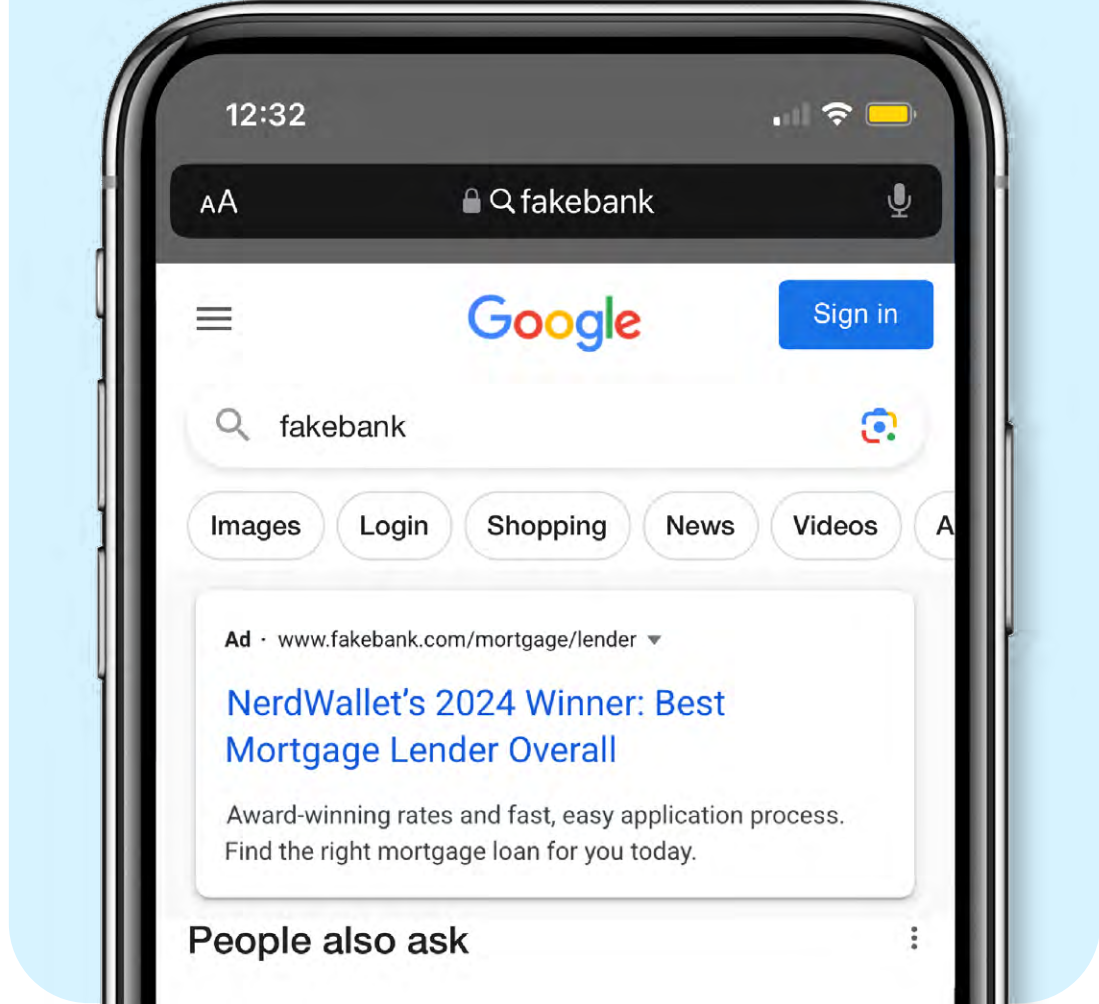 12:32
AA fakebank
Google
Sign in
fakebank
Images Login Shopping News Videos A
Ad · www.fakebank.com/mortgage/lender
NerdWallet's 2024 Winner: Best
Mortgage Lender Overall
Award-winning rates and fast, easy application process.
Find the right mortgage loan for you today.
People also ask